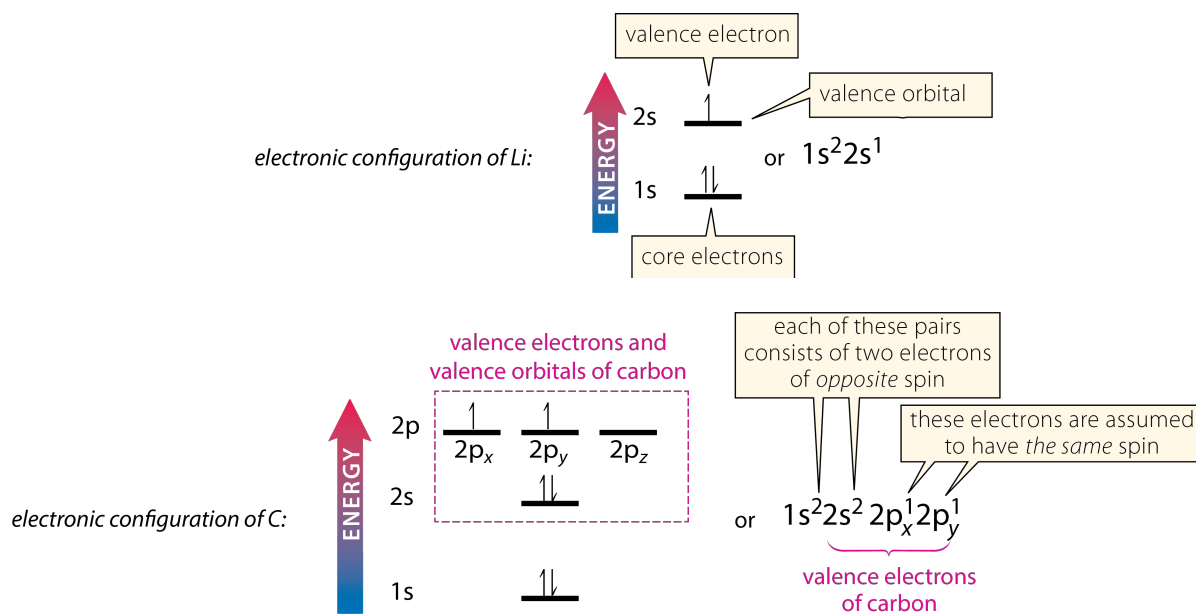 valence electron
valence orbital
2s
electronic configuration of Li:
ENERGY
or 1s²2s¹
1s
core electrons
each of these pairs
consists of two electrons
of opposite spin
valence electrons and
valence orbitals of carbon
these electrons are assumed
to have the same spin
2p
2pₓ 2p_y 2p_z
2s
electronic configuration of C:
ENERGY
or 1s²2s² 2pₓ¹2p_y¹
valence electrons
of carbon
1s